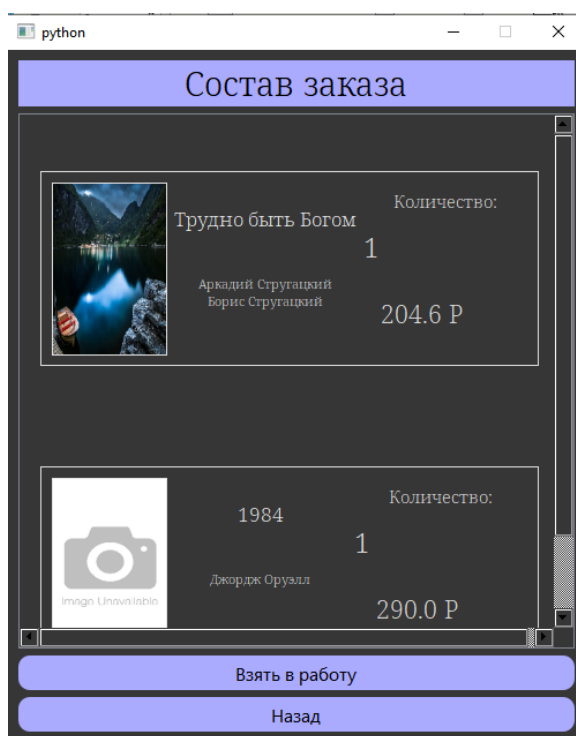 python
Состав заказа
Трудно быть Богом
Количество:
1
Аркадий Стругацкий
Борис Стругацкий
204.6 Р
1984
Количество:
1
Джордж Оруэлл
Image Unavailable
290.0 Р
Взять в работу
Назад